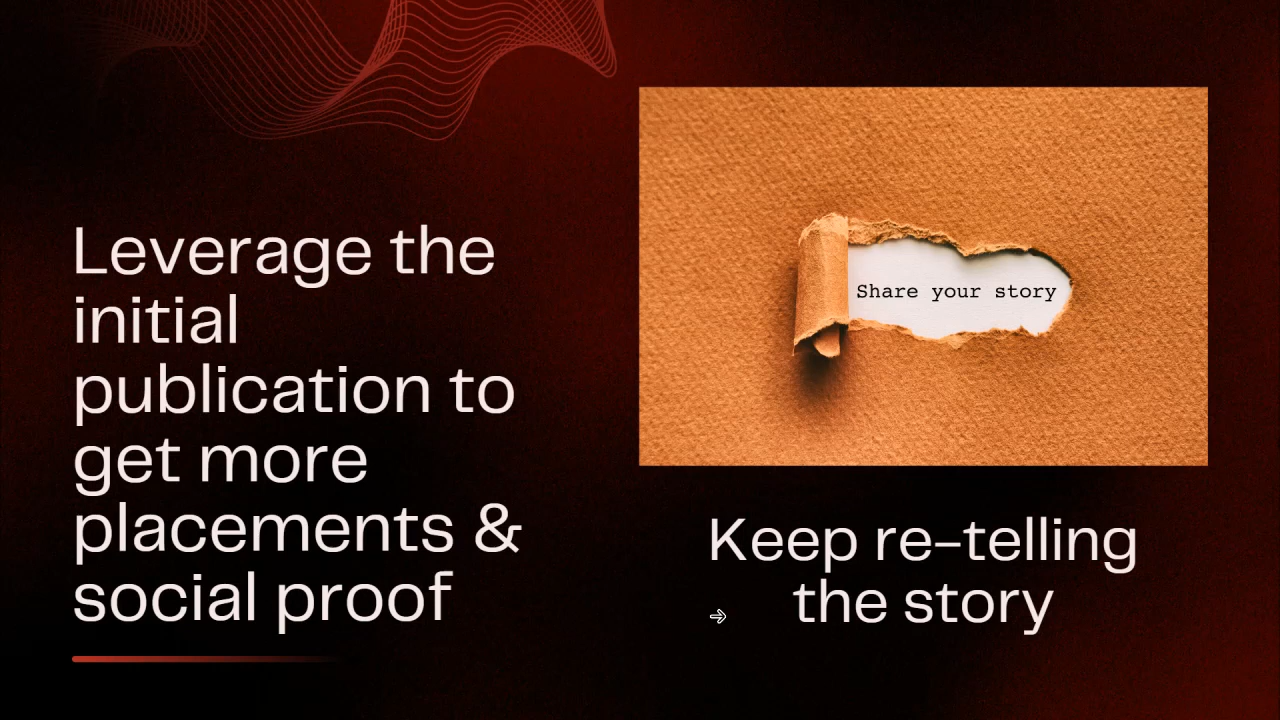 Leverage the
initial
publication to
get more
placements &
social proof
Share your story
Keep re-telling
the story